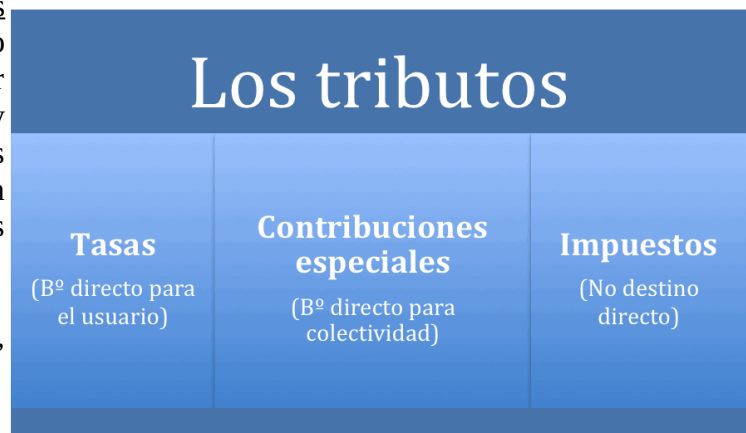 Los tributos
Tasas
(Bº directo para
el usuario)
Contribuciones
especiales
(Bº directo para
colectividad)
Impuestos
(No destino
directo)